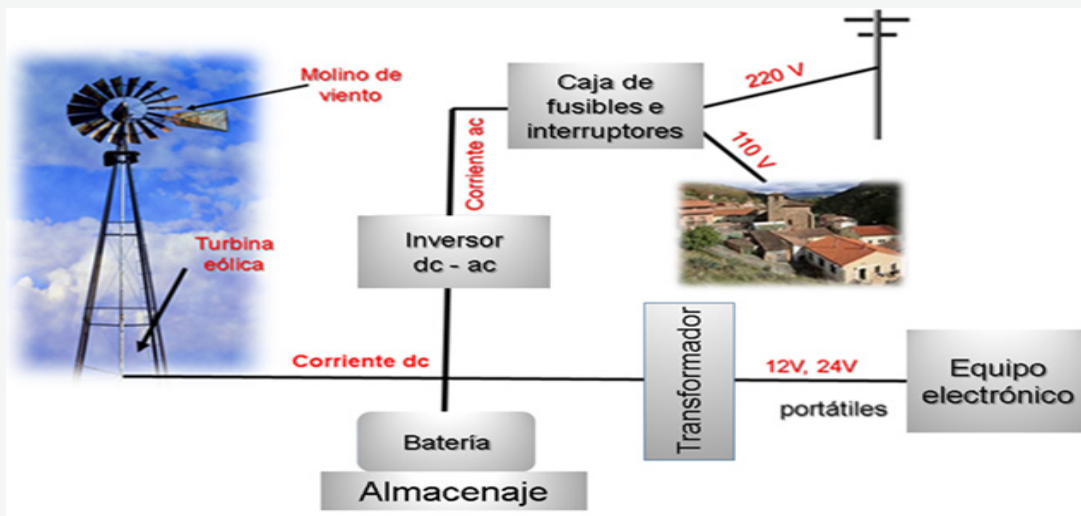 Molino de
viento
Caja de
fusibles e
interruptores
220 V
110 V
Corriente ac
Turbina
eólica
Inversor
dc - ac
Corriente dc
Transformador
12V, 24V
portátiles
Equipo
electrónico
Batería
Almacenaje